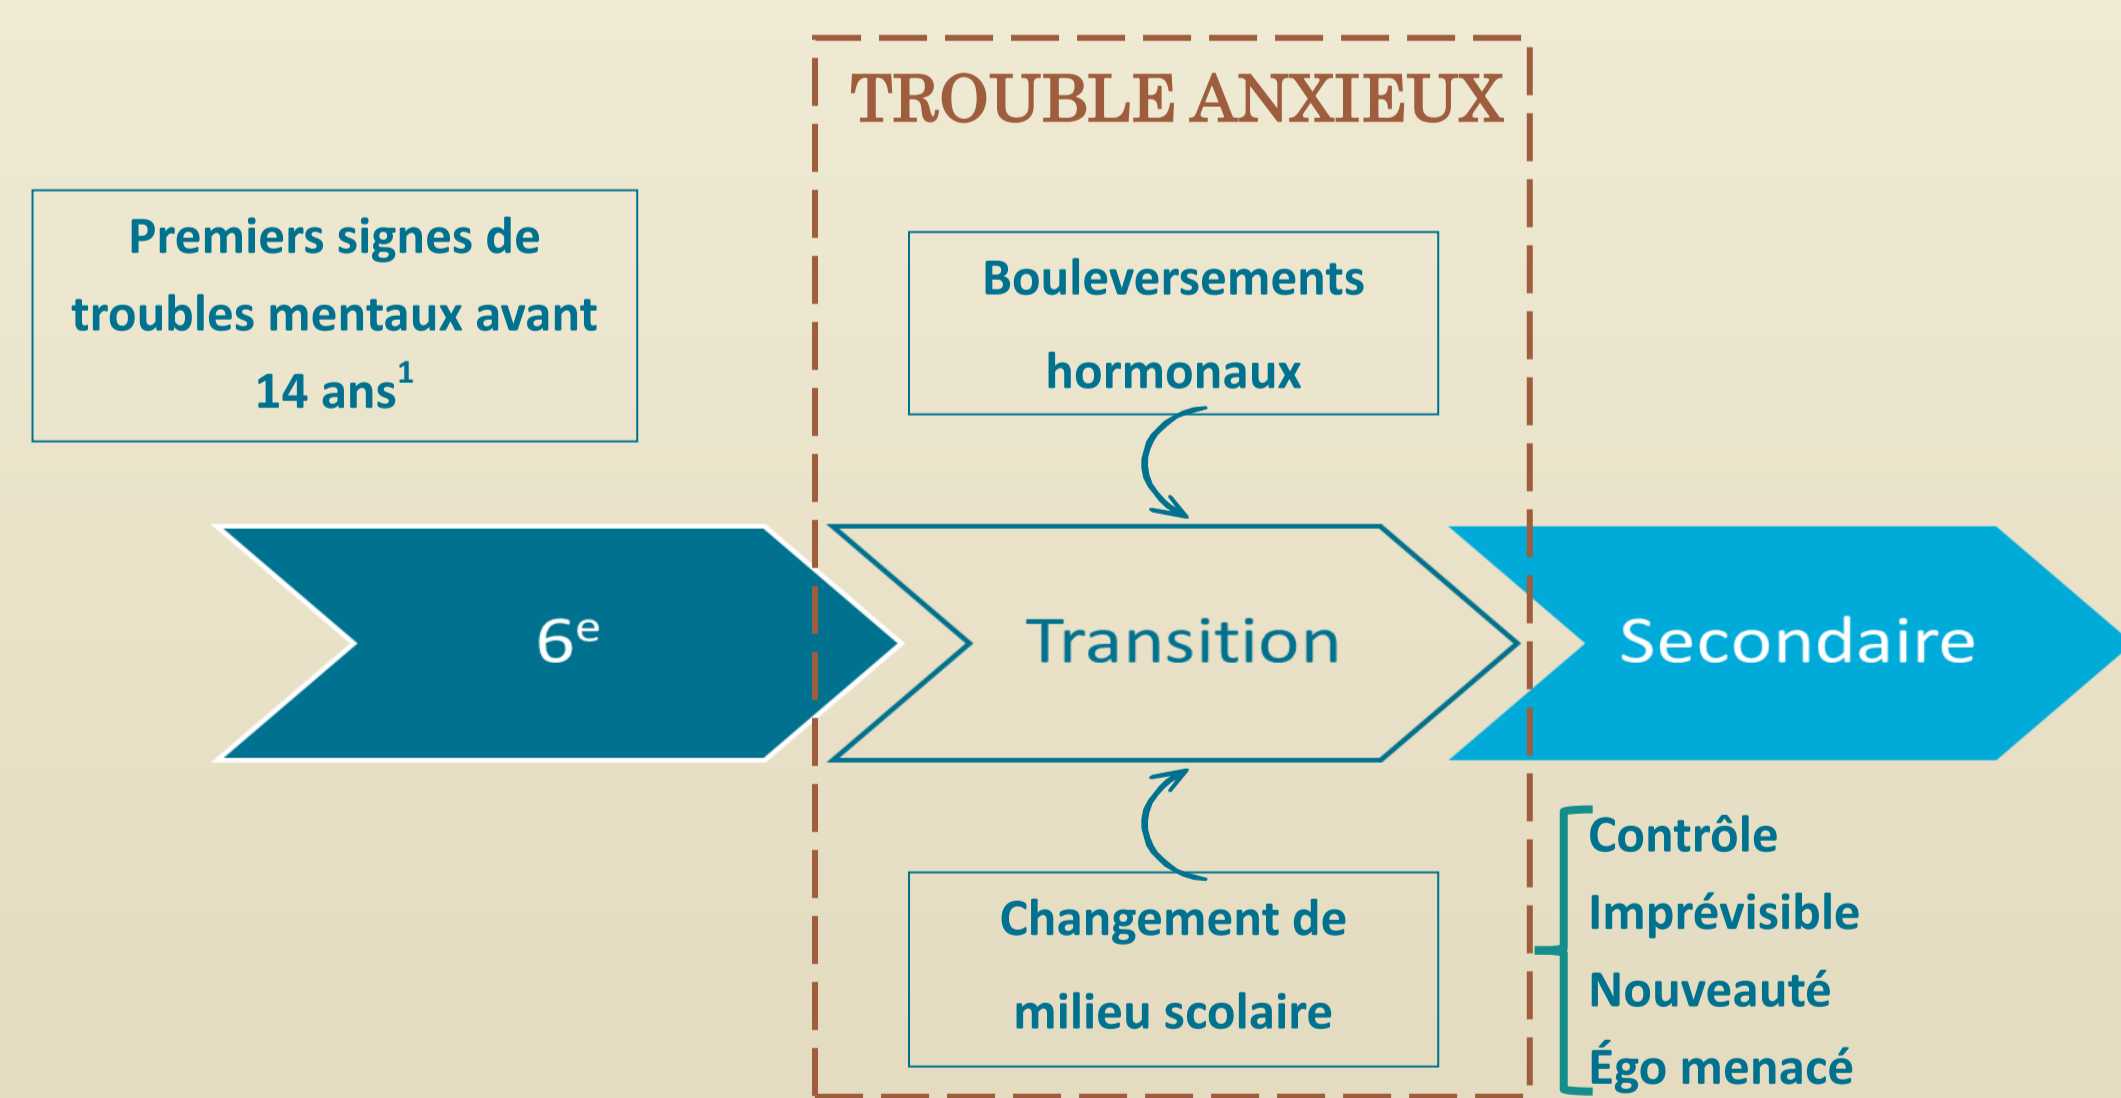 TROUBLE ANXIEUX
Premiers signes de
troubles mentaux avant
14 ans¹
Bouleversements
hormonaux
6ᵉ
Transition
Secondaire
Changement de
milieu scolaire
Contrôle
Imprévisible
Nouveauté
Égo menacé